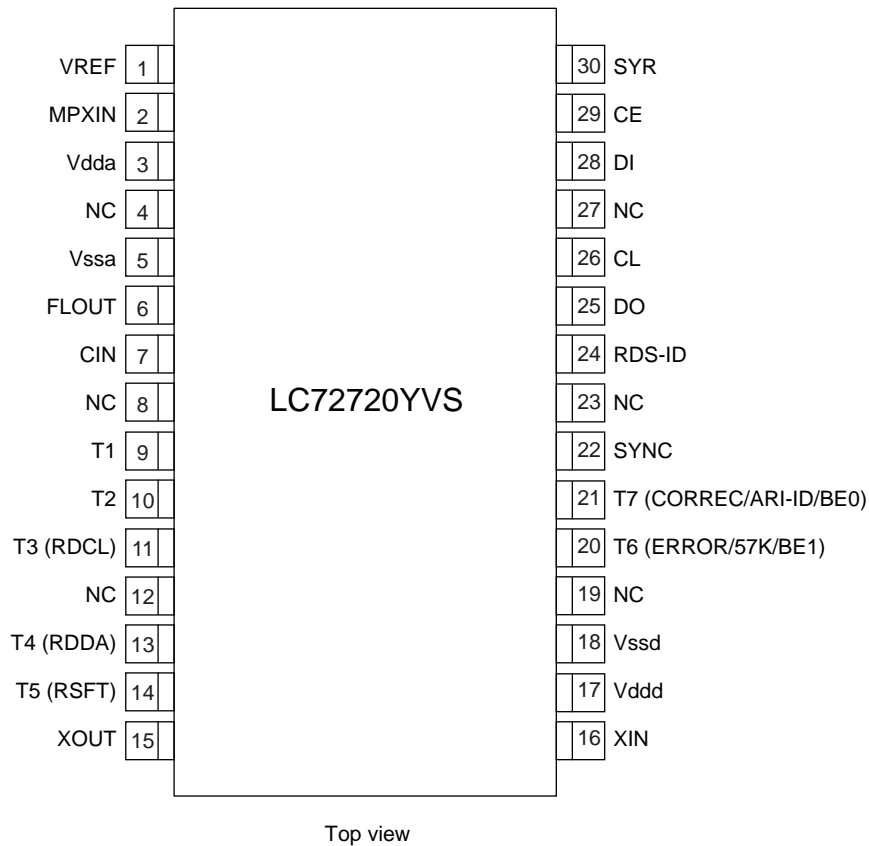 VREF 1 30 SYR
MPXIN 2 29 CE
Vdda 3 28 DI
NC 4 27 NC
Vssa 5 26 CL
FLOUT 6 25 DO
CIN 7 24 RDS-ID
NC 8 LC72720YVS 23 NC
T1 9 22 SYNC
T2 10 21 T7 (CORREC/ARI-ID/BE0)
T3 (RDCL) 11 20 T6 (ERROR/57K/BE1)
NC 12 19 NC
T4 (RDDA) 13 18 Vssd
T5 (RSFT) 14 17 Vddd
XOUT 15 16 XIN
Top view